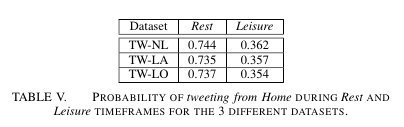 Dataset Rest Leisure
TW-NL 0.744 0.362
TW-LA 0.735 0.357
TW-LO 0.737 0.354
TABLE V. PROBABILITY OF tweeting from Home DURING Rest AND
Leisure TIMEFRAMES FOR THE 3 DIFFERENT DATASETS.